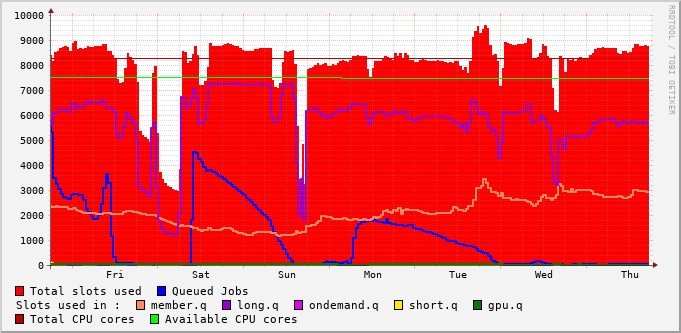 10000
9000
8000
7000
6000
5000
4000
3000
2000
1000
0
Fri Sat Sun Mon Tue Wed Thu
RRDTOOL / TOBI OETIKER
Total slots used Queued Jobs
Slots used in : member.q long.q ondemand.q short.q gpu.q
Total CPU cores Available CPU cores